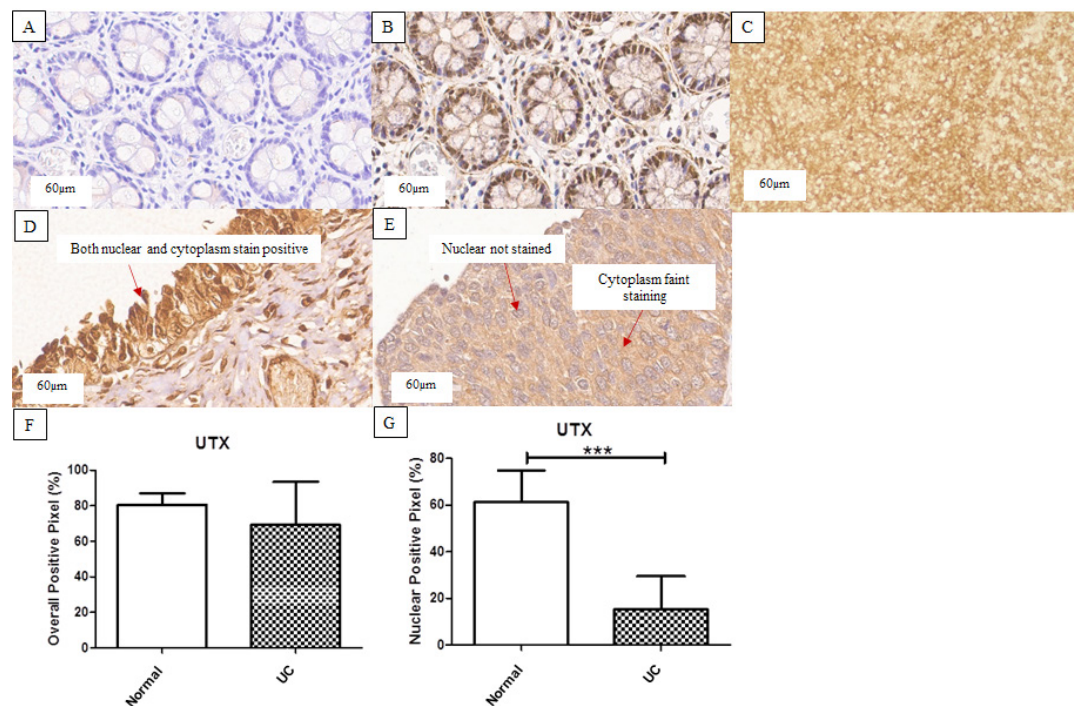 A
B
C
60µm
60µm
60µm
D
Both nuclear and cytoplasm stain positive
E
Nuclear not stained
Cytoplasm faint
staining
60µm
60µm
F
UTX
Overall Positive Pixel (%)
100
80
60
40
20
0
Normal
UC
G
UTX
***
Nuclear Positive Pixel (%)
80
60
40
20
0
Normal
UC